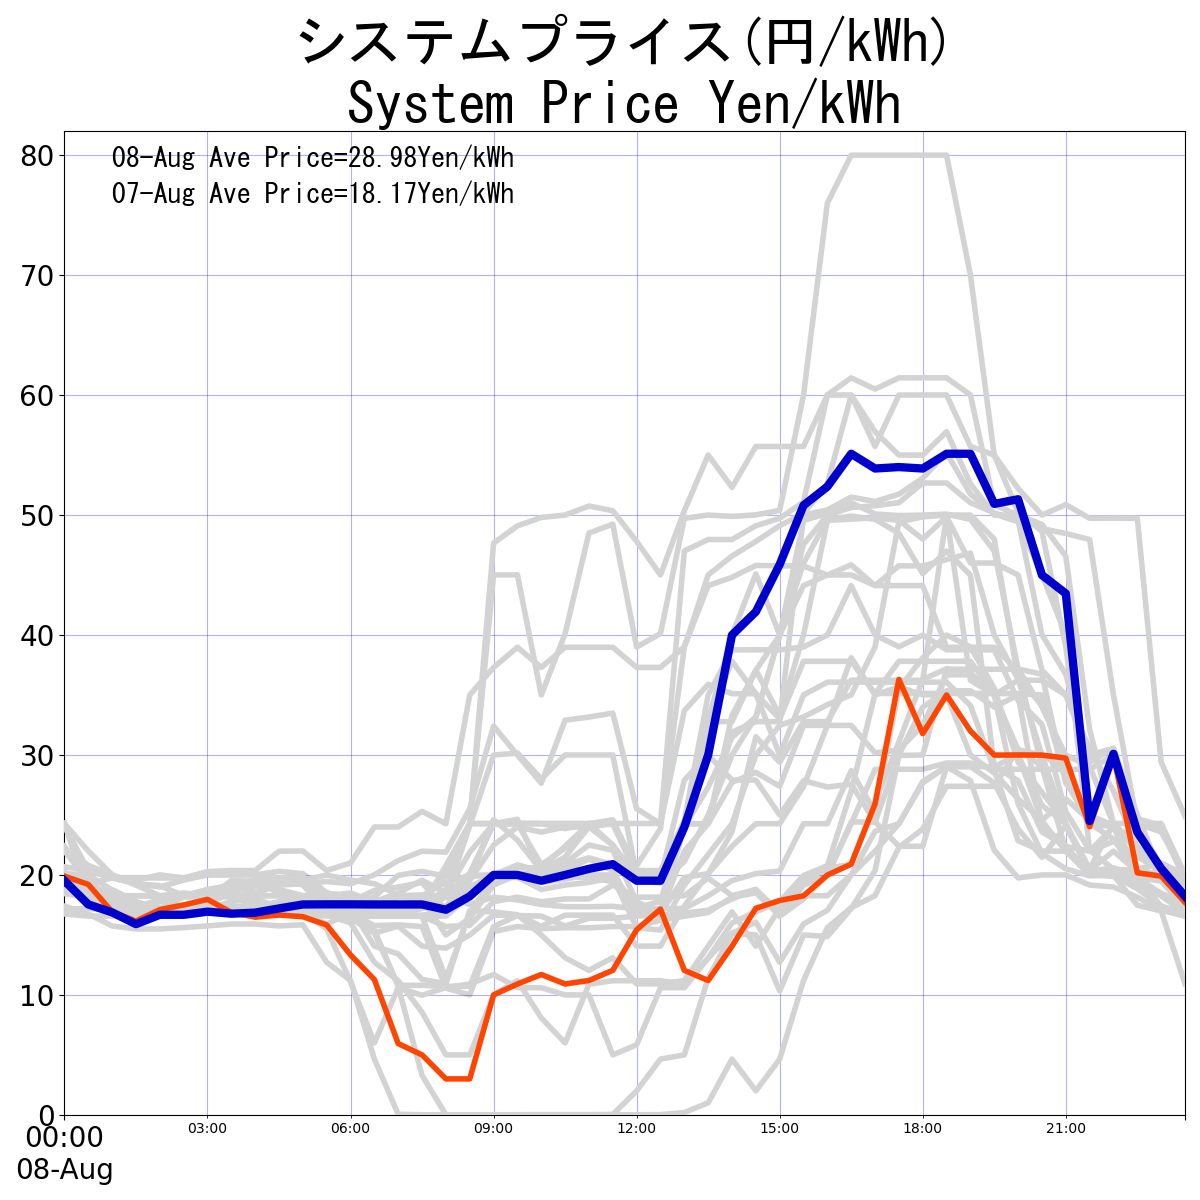 システムプライス(円/kWh)
System Price Yen/kWh
08-Aug Ave Price=28.98Yen/kWh
07-Aug Ave Price=18.17Yen/kWh
80
70
60
50
40
30
20
10
0
00:00 03:00 06:00 09:00 12:00 15:00 18:00 21:00
08-Aug